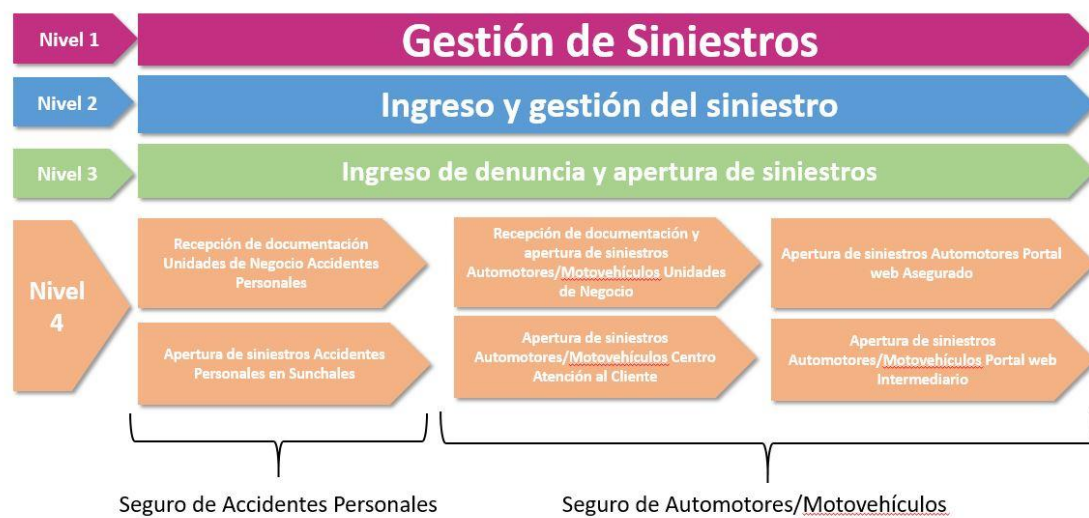 Nivel 1
Gestión de Siniestros
Nivel 2
Ingreso y gestión del siniestro
Nivel 3
Ingreso de denuncia y apertura de siniestros
Nivel
4
Recepción de documentación
Unidades de Negocio Accidentes
Personales
Recepción de documentación y
apertura de siniestros
Automotores/Motovehículos Unidades
de Negocio
Apertura de siniestros Automotores Portal
web Asegurado
Apertura de siniestros Accidentes
Personales en Sunchales
Apertura de siniestros
Automotores/Motovehículos Centro
Atención al Cliente
Apertura de siniestros
Automotores/Motovehículos Portal web
Intermediario
Seguro de Accidentes Personales
Seguro de Automotores/Motovehículos